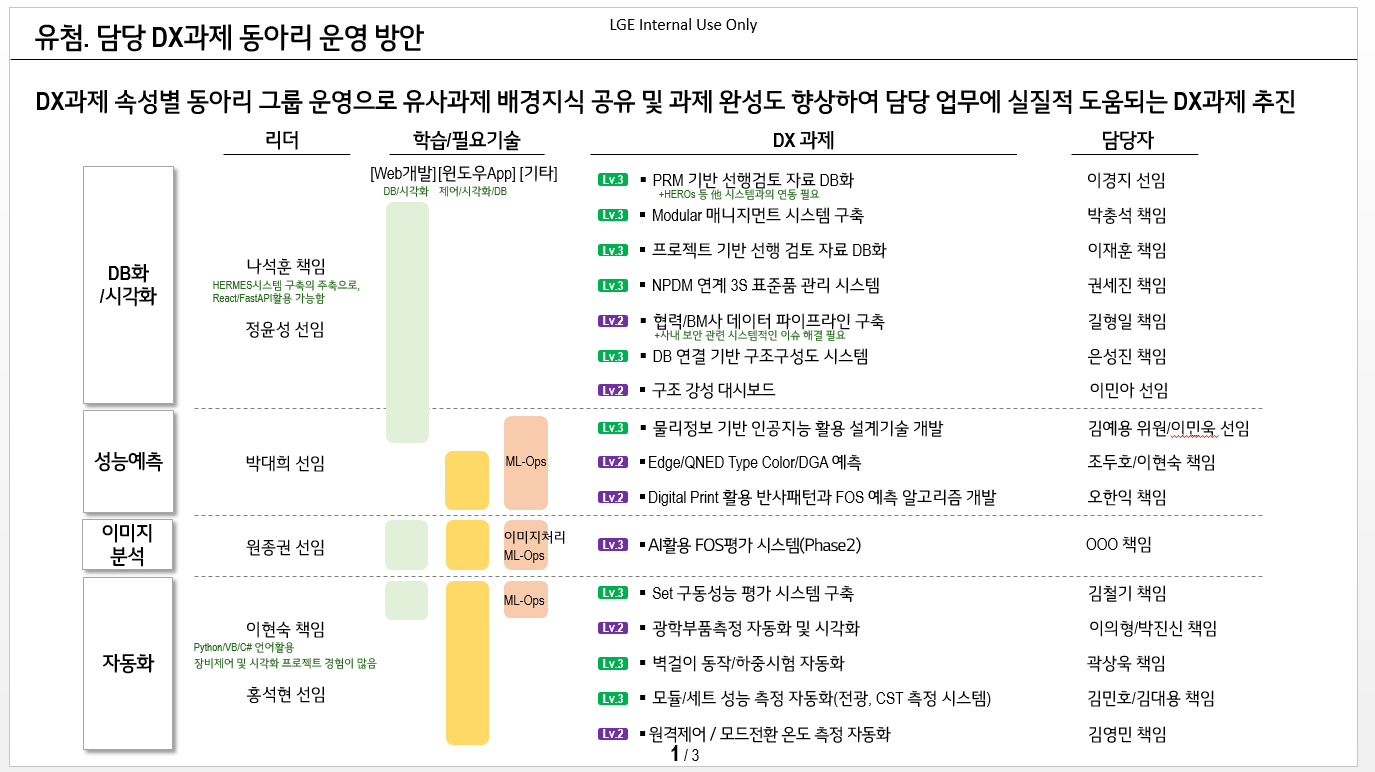 LGE Internal Use Only
유첨. 담당 DX과제 동아리 운영 방안
DX과제 속성별 동아리 그룹 운영으로 유사과제 배경지식 공유 및 과제 완성도 향상하여 담당 업무에 실질적 도움되는 DX과제 추진
리더 학습/필요기술 DX 과제 담당자
[Web개발] [윈도우App] [기타]
DB/시각화 제어/시각화/DB
DB화
/시각화
나석훈 책임
HERMES시스템 구축의 주축으로,
React/FastAPI활용 가능함
정윤성 선임
Lv.3 ▪ PRM 기반 선행검토 자료 DB화 이경지 선임
+HEROs 등 他 시스템과의 연동 필요
Lv.3 ▪ Modular 매니지먼트 시스템 구축 박충석 책임
Lv.3 ▪ 프로젝트 기반 선행 검토 자료 DB화 이재훈 책임
Lv.3 ▪ NPDM 연계 3S 표준품 관리 시스템 권세진 책임
Lv.2 ▪ 협력/BM사 데이터 파이프라인 구축 길형일 책임
+사내 보안 관련 시스템적인 이슈 해결 필요
Lv.3 ▪ DB 연결 기반 구조구성도 시스템 은성진 책임
Lv.2 ▪ 구조 강성 대시보드 이민아 선임
성능예측
박대희 선임
ML-Ops
Lv.3 ▪ 물리정보 기반 인공지능 활용 설계기술 개발 김예용 위원/이민욱 선임
Lv.2 ▪ Edge/QNED Type Color/DGA 예측 조두호/이현숙 책임
Lv.2 ▪ Digital Print 활용 반사패턴과 FOS 예측 알고리즘 개발 오한익 책임
이미지
분석
원종권 선임
이미지처리
ML-Ops
Lv.3 ▪ AI활용 FOS평가 시스템(Phase2) OOO 책임
자동화
이현숙 책임
Python/VB/C# 언어활용
장비제어 및 시각화 프로젝트 경험이 많음
홍석현 선임
ML-Ops
Lv.3 ▪ Set 구동성능 평가 시스템 구축 김철기 책임
Lv.2 ▪ 광학부품측정 자동화 및 시각화 이의형/박진신 책임
Lv.3 ▪ 벽걸이 동작/하중시험 자동화 곽상욱 책임
Lv.3 ▪ 모듈/세트 성능 측정 자동화(전광, CST 측정 시스템) 김민호/김대용 책임
Lv.2 ▪ 원격제어 / 모드전환 온도 측정 자동화 김영민 책임
1 / 3